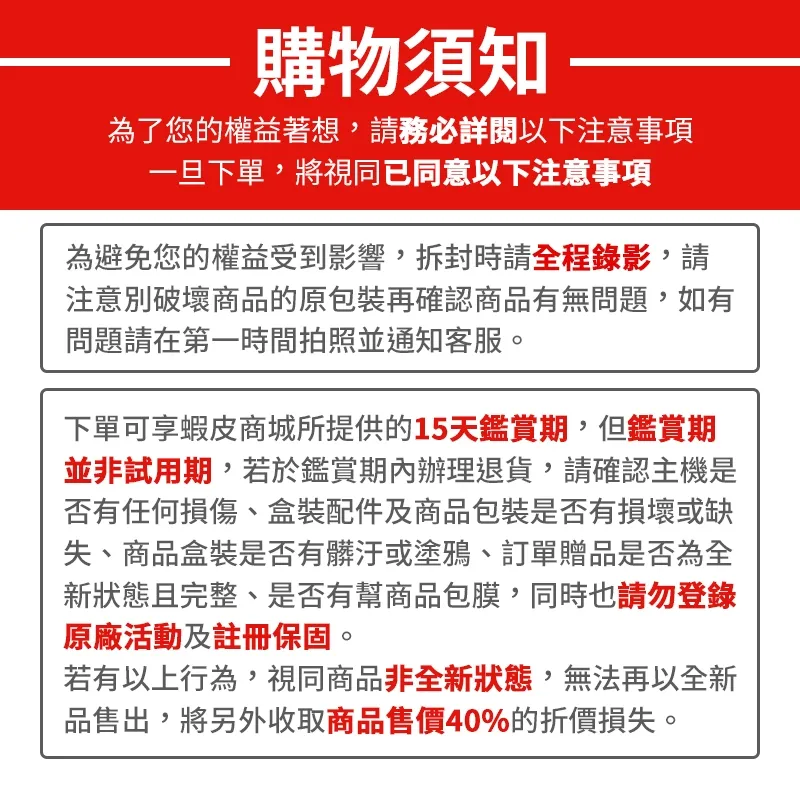 購物須知
為了您的權益著想，請務必詳閱以下注意事項
一旦下單，將視同已同意以下注意事項
為避免您的權益受到影響，拆封時請全程錄影，請
注意別破壞商品的原包裝再確認商品有無問題，如有
問題請在第一時間拍照並通知客服。
下單可享蝦皮商城所提供的15天鑑賞期，但鑑賞期
並非試用期，若於鑑賞期內辦理退貨，請確認主機是
否有任何損傷、盒裝配件及商品包裝是否有損壞或缺
失、商品盒裝是否有髒汙或塗鴉、訂單贈品是否為全
新狀態且完整、是否有幫商品包膜，同時也請勿登錄
原廠活動及註冊保固。
若有以上行為，視同商品非全新狀態，無法再以全新
品售出，將另外收取商品售價40%的折價損失。